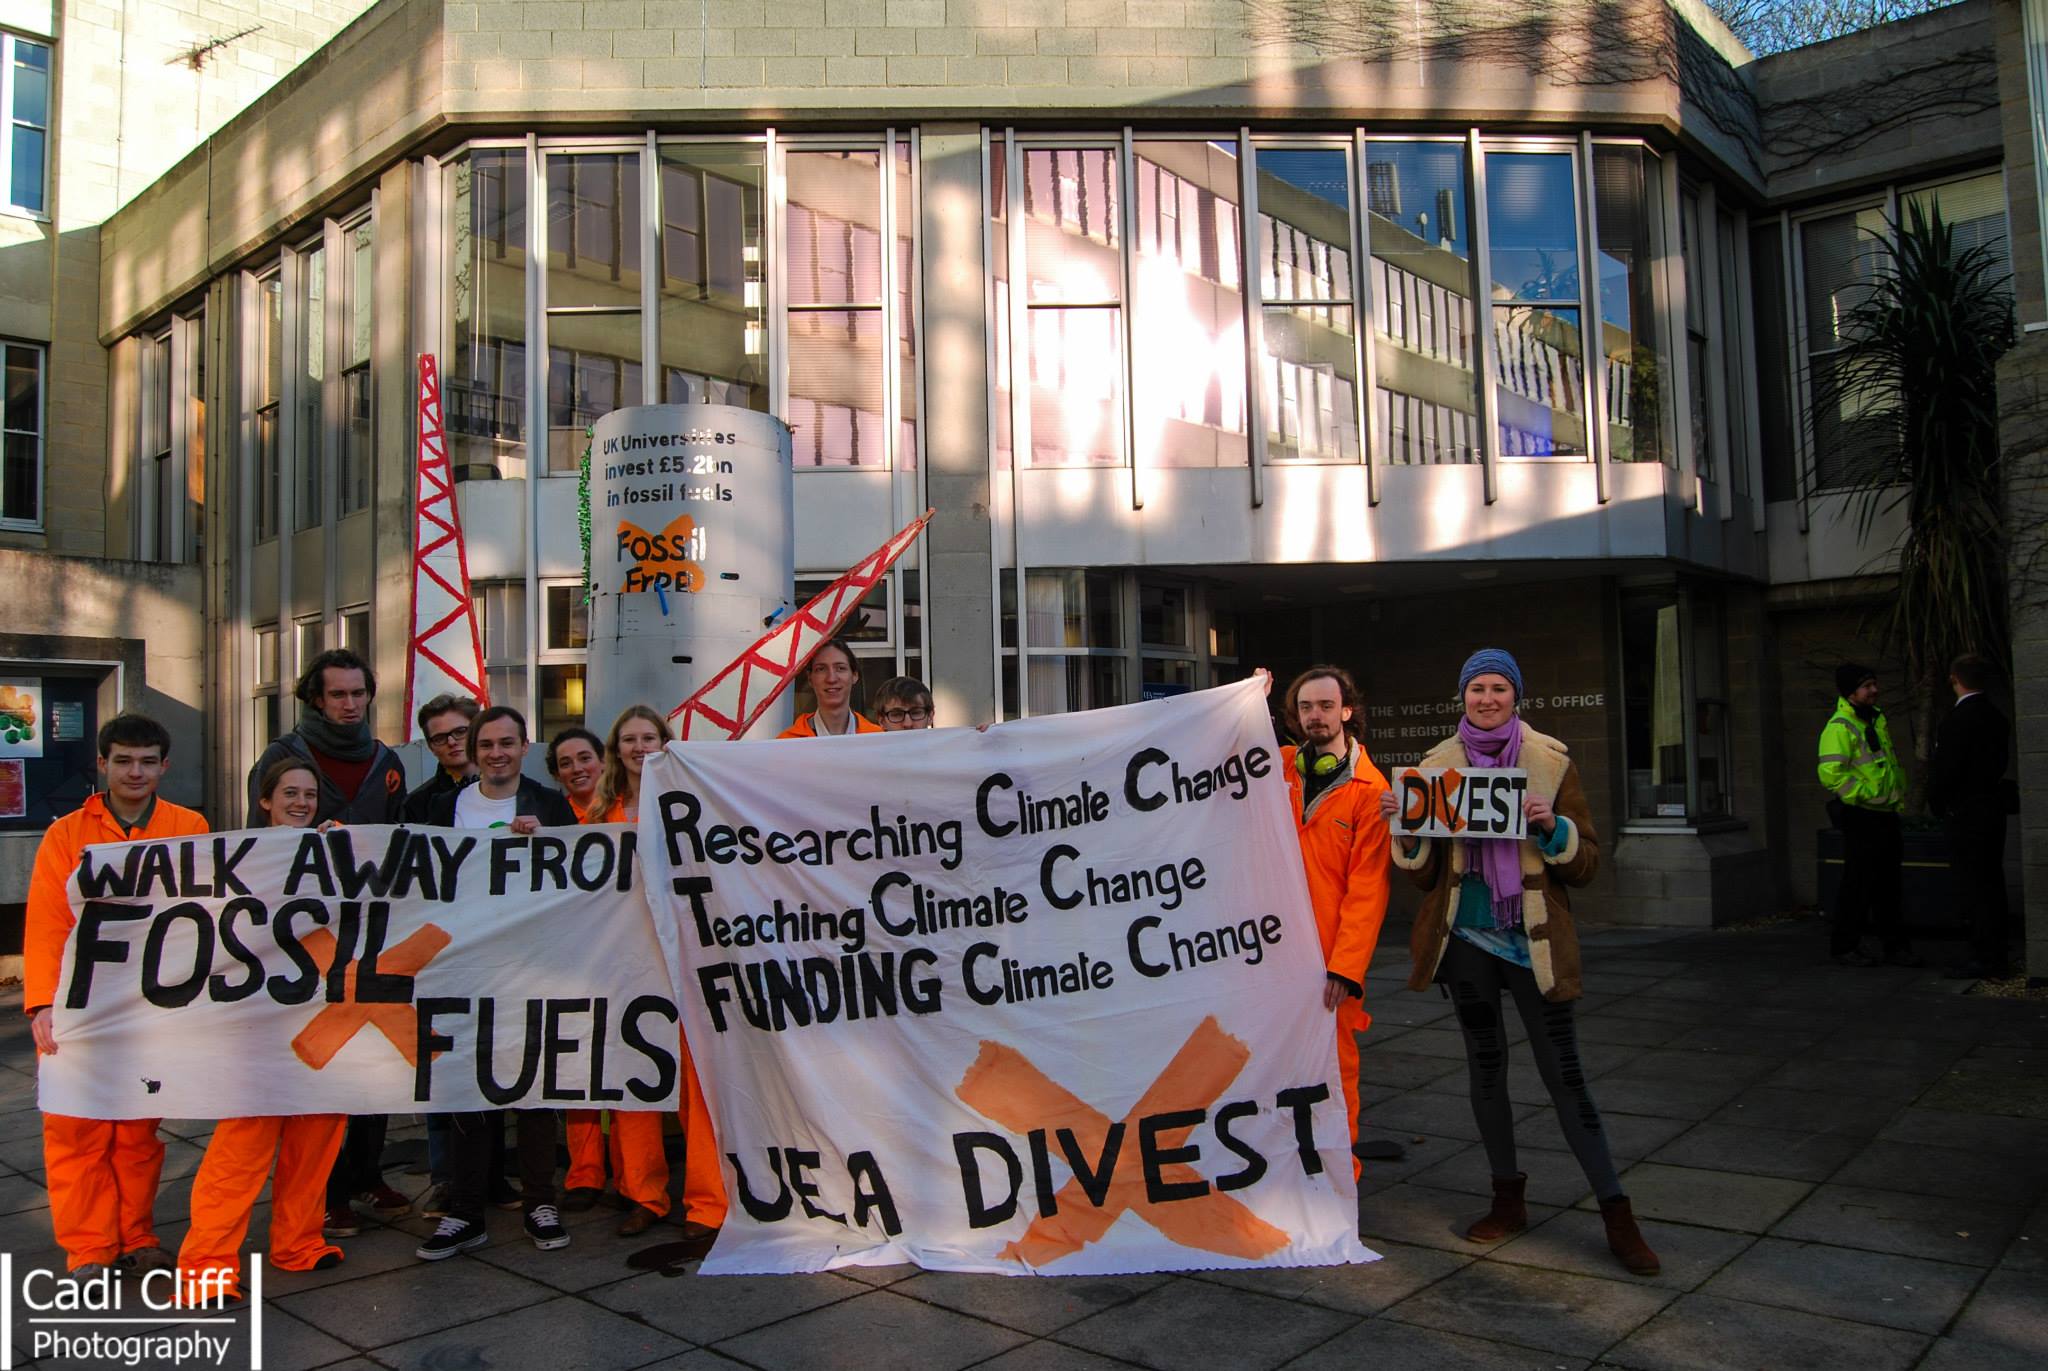 UK Universities
invest £5.2bn
in fossil fuels
Fossil
Free
THE VICE-CHA R'S OFFICE
THE REGISTR
VISITORS
DIVEST
WALK AWAY FRO
FOSSIL
FUELS
Researching Climate Change
Teaching Climate Change
FUNDING Climate Change
UEA DIVEST
Cadi Cliff
Photography